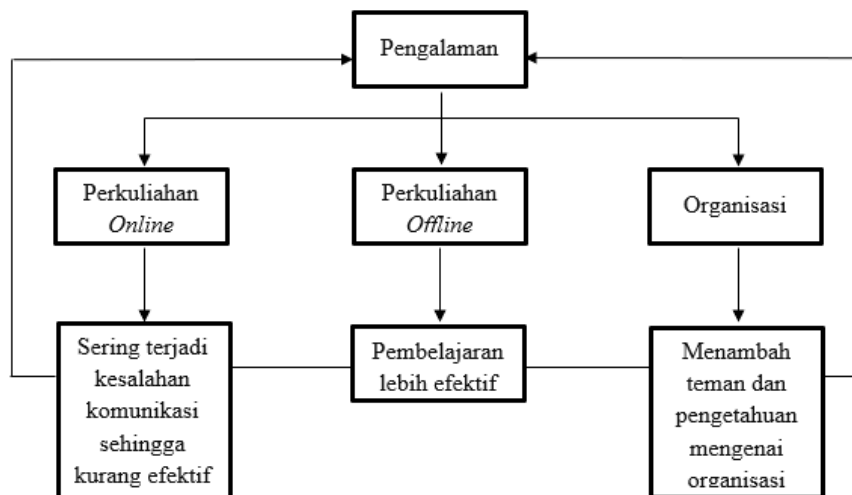 Pengalaman
Perkuliahan
Online
Perkuliahan
Offline
Organisasi
Sering terjadi
kesalahan
komunikasi
sehingga
kurang efektif
Pembelajaran
lebih efektif
Menambah
teman dan
pengetahuan
mengenai
organisasi